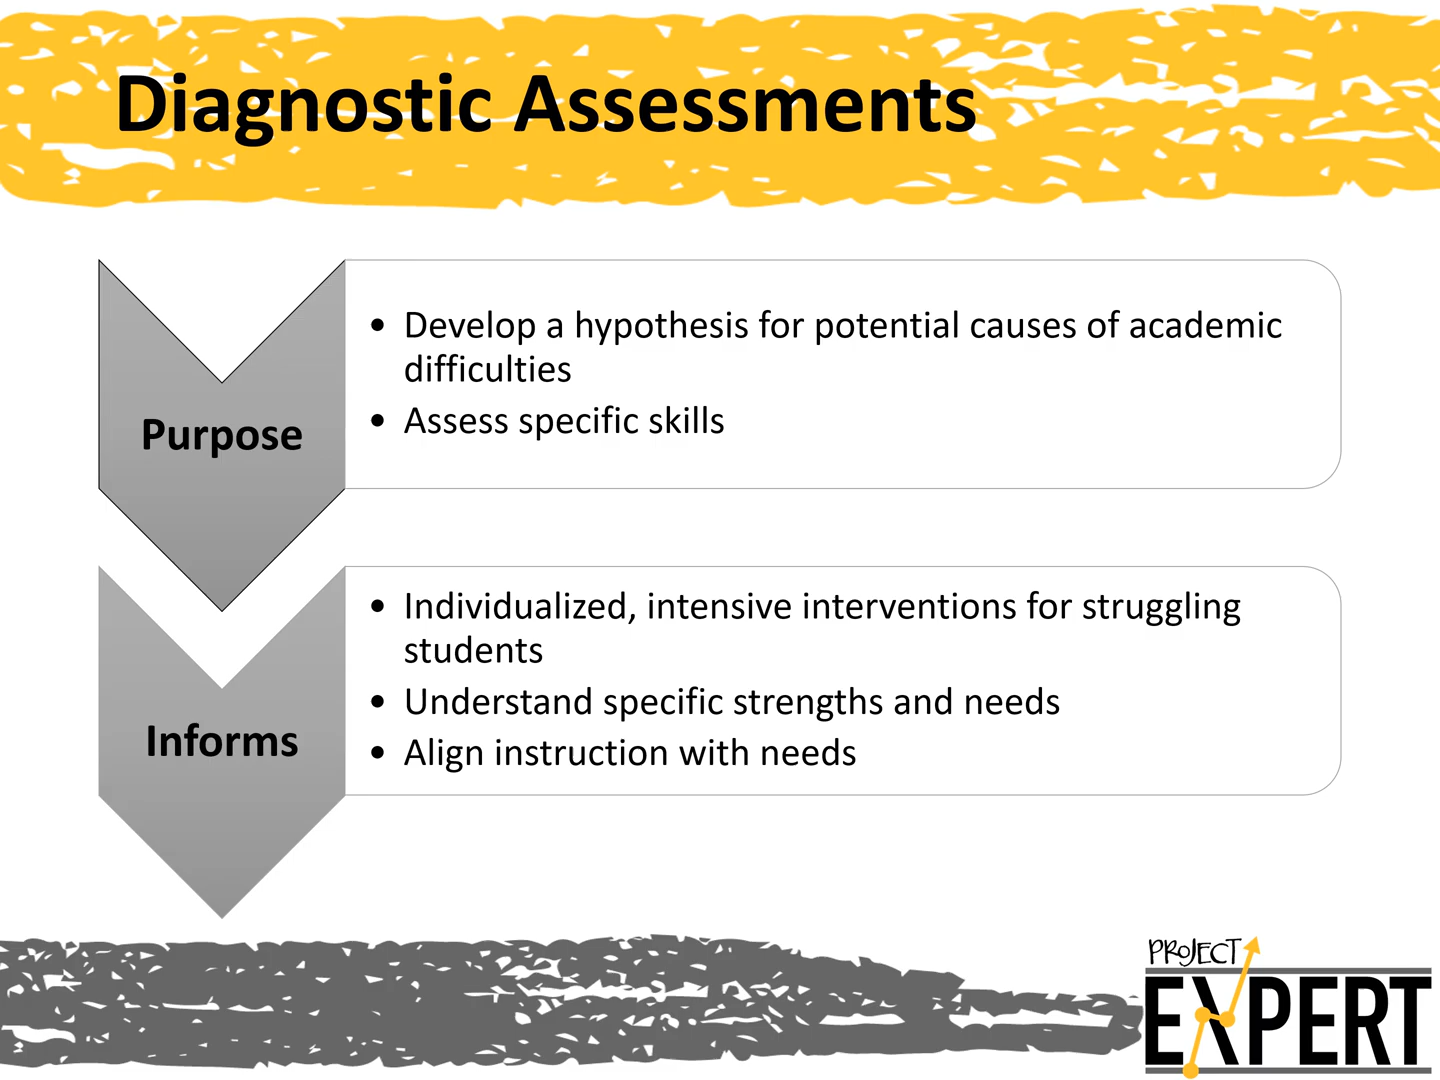 Diagnostic Assessments
Purpose
• Develop a hypothesis for potential causes of academic
difficulties
• Assess specific skills
Informs
• Individualized, intensive interventions for struggling
students
• Understand specific strengths and needs
• Align instruction with needs
PROJECT
EXPERT